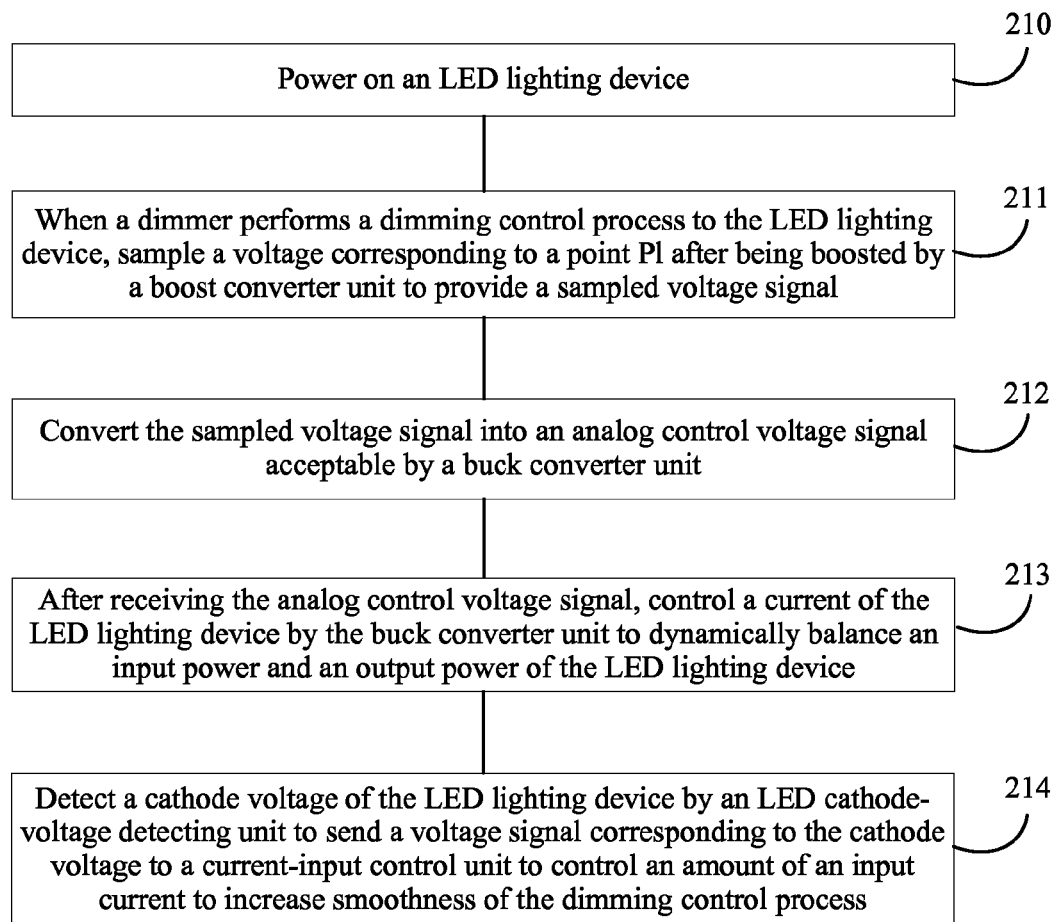 210
Power on an LED lighting device
211
When a dimmer performs a dimming control process to the LED lighting
device, sample a voltage corresponding to a point Pl after being boosted by
a boost converter unit to provide a sampled voltage signal
212
Convert the sampled voltage signal into an analog control voltage signal
acceptable by a buck converter unit
213
After receiving the analog control voltage signal, control a current of the
LED lighting device by the buck converter unit to dynamically balance an
input power and an output power of the LED lighting device
214
Detect a cathode voltage of the LED lighting device by an LED cathode-
voltage detecting unit to send a voltage signal corresponding to the cathode
voltage to a current-input control unit to control an amount of an input
current to increase smoothness of the dimming control process